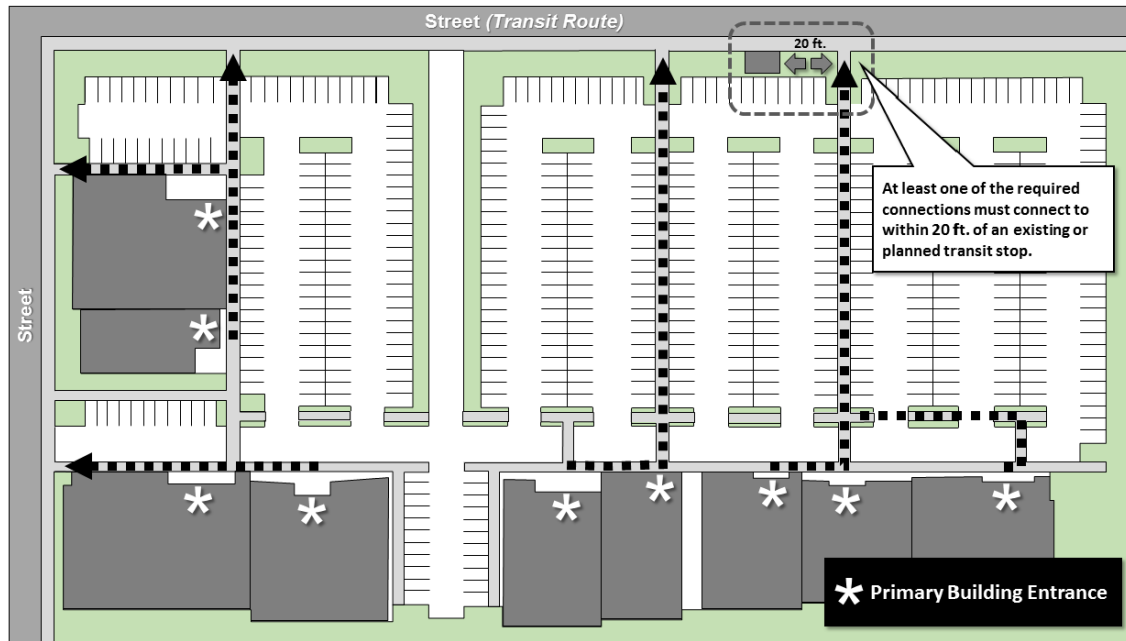 Street (Transit Route)
20 ft.
At least one of the required
connections must connect to
within 20 ft. of an existing or
planned transit stop.
Street
Primary Building Entrance